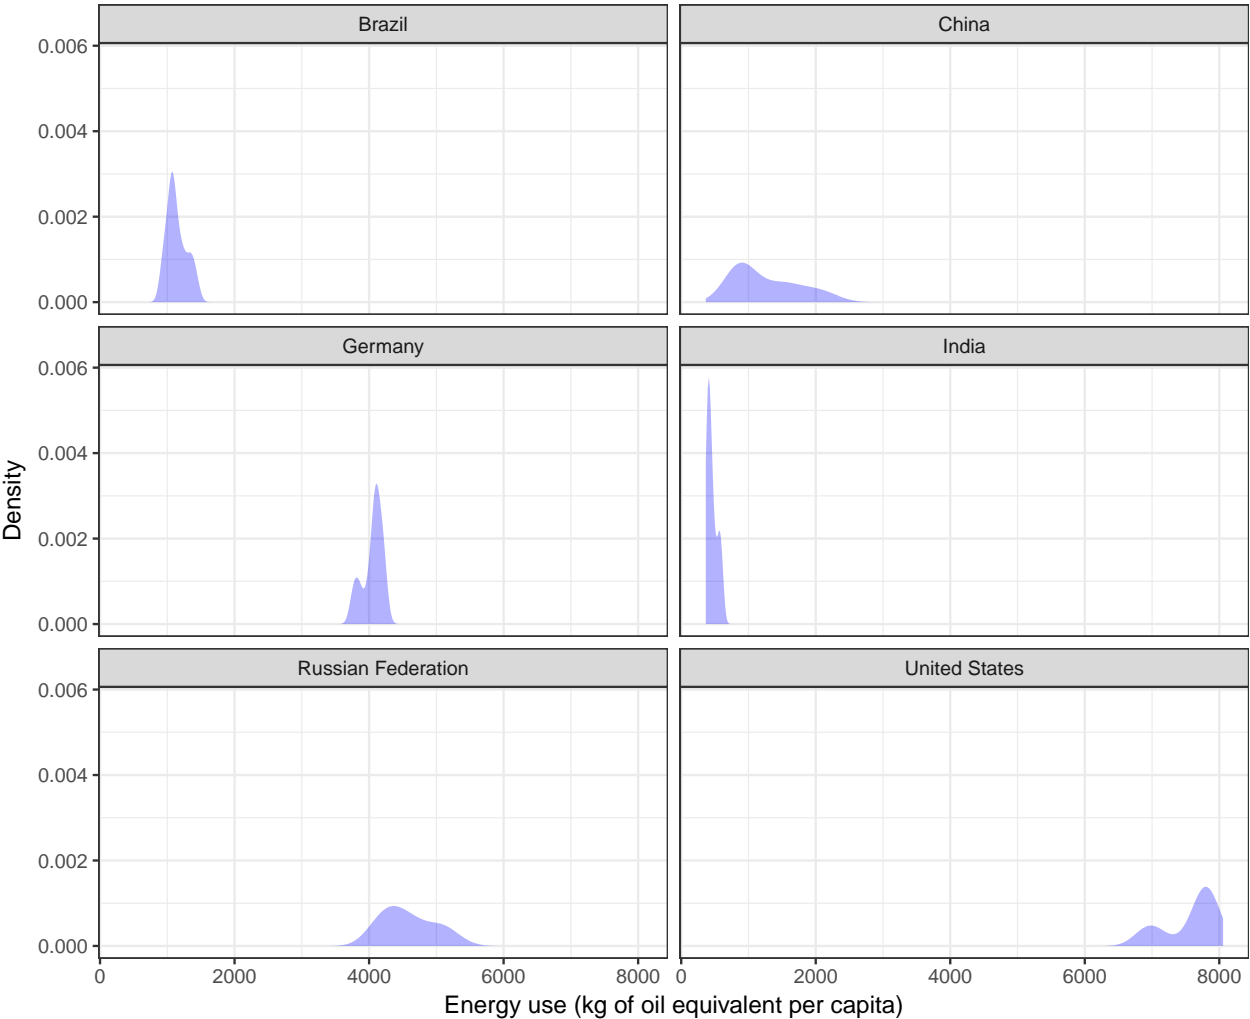 Brazil
China
0.006
0.004
0.002
0.000
Germany
India
0.006
0.004
0.002
0.000
Density
Russian Federation
United States
0.006
0.004
0.002
0.000
0 2000 4000 6000 8000 0 2000 4000 6000 8000
Energy use (kg of oil equivalent per capita)